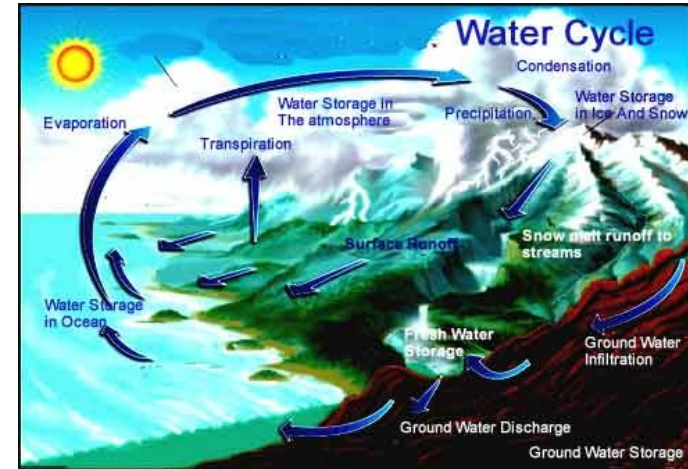 Water Cycle
Condensation
Evaporation
Water Storage in
The atmosphere
Precipitation
Water Storage
in Ice And Snow
Transpiration
Surface Runoff
Snow melt runoff to
streams
Water Storage
in Ocean
Fresh Water
Storage
Ground Water
Infiltration
Ground Water Discharge
Ground Water Storage